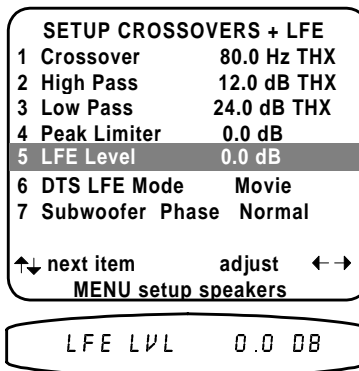 SETUP CROSSOVERS + LFE
1 Crossover 80.0 Hz THX
2 High Pass 12.0 dB THX
3 Low Pass 24.0 dB THX
4 Peak Limiter 0.0 dB
5 LFE Level 0.0 dB
6 DTS LFE Mode Movie
7 Subwoofer Phase Normal
↑↓ next item adjust ←→
MENU setup speakers
LFE LVL 0.0 DB